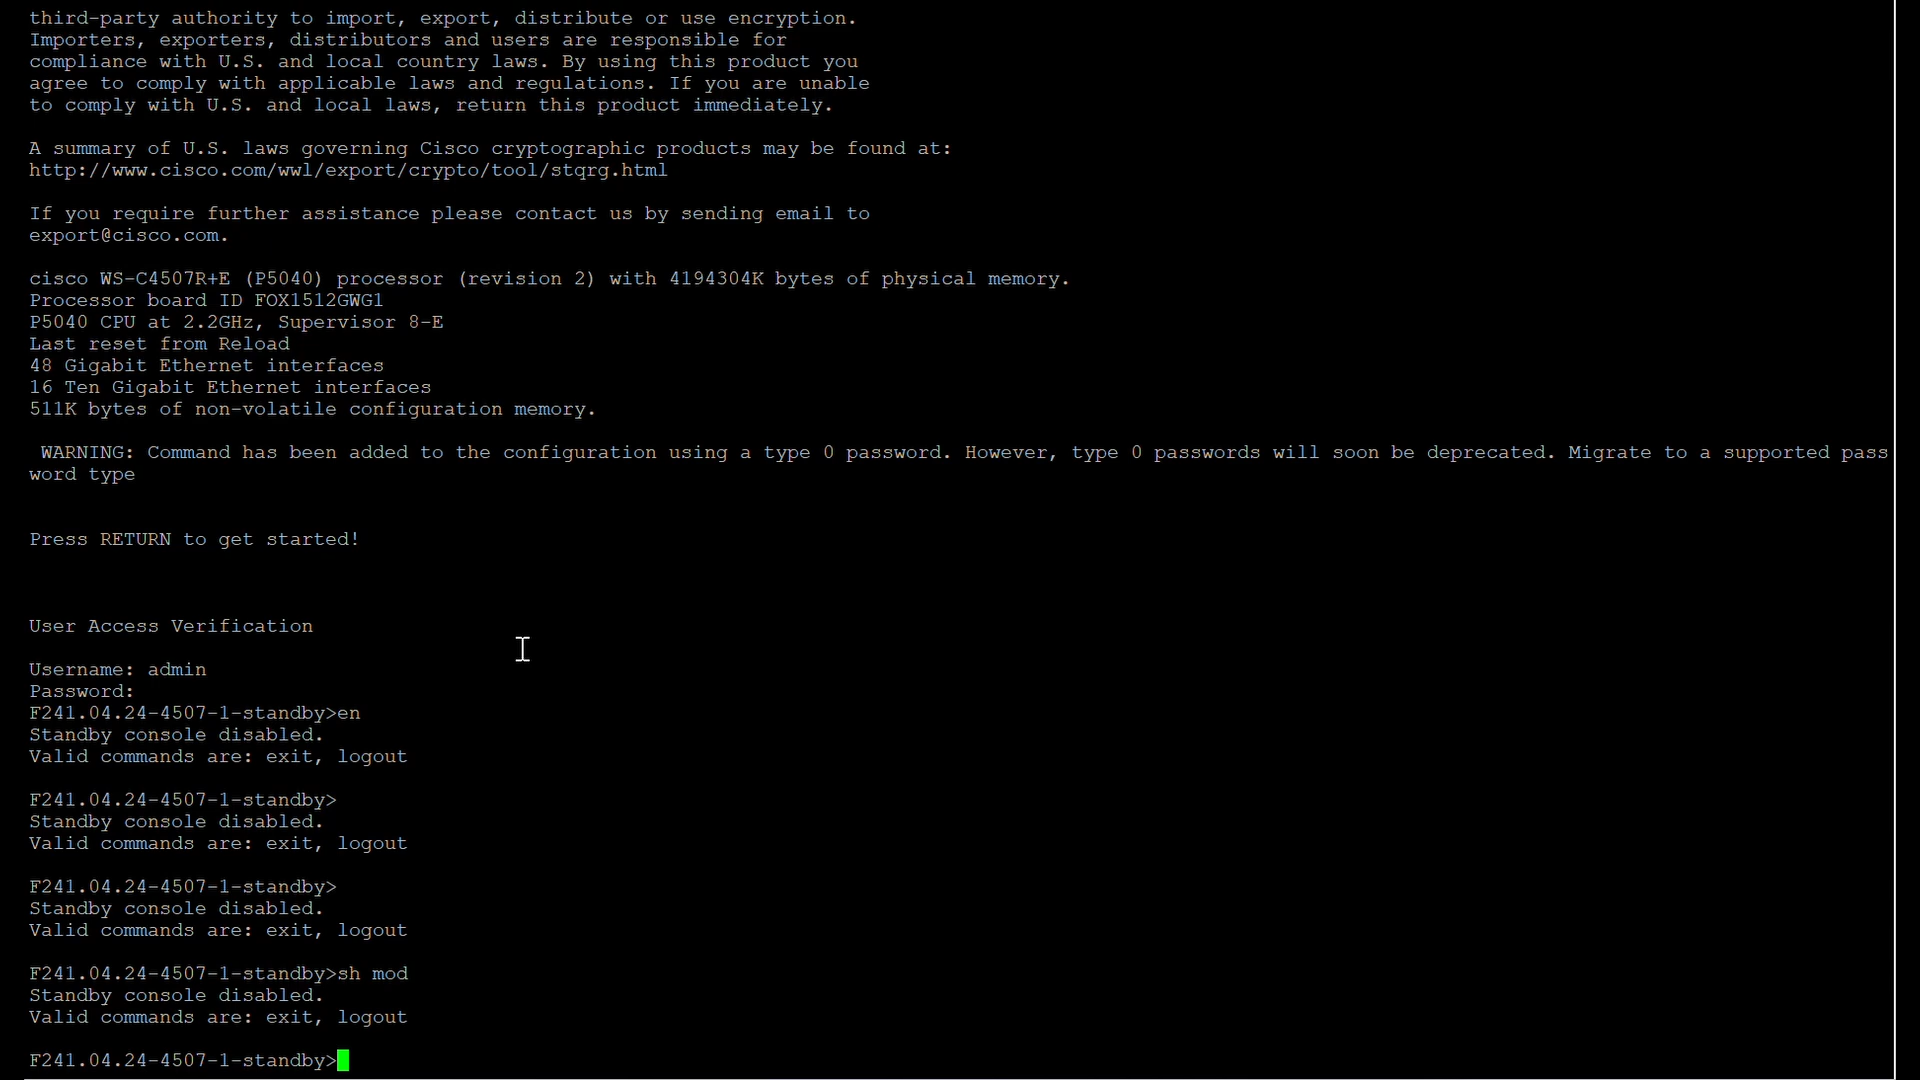 third-party authority to import, export, distribute or use encryption.
Importers, exporters, distributors and users are responsible for
compliance with U.S. and local country laws. By using this product you
agree to comply with applicable laws and regulations. If you are unable
to comply with U.S. and local laws, return this product immediately.
A summary of U.S. laws governing Cisco cryptographic products may be found at:
http://www.cisco.com/wwl/export/crypto/tool/stqrg.html
If you require further assistance please contact us by sending email to
export@cisco.com.
cisco WS-C4507R+E (P5040) processor (revision 2) with 4194304K bytes of physical memory.
Processor board ID FOX1512GWG1
P5040 CPU at 2.2GHz, Supervisor 8-E
Last reset from Reload
48 Gigabit Ethernet interfaces
16 Ten Gigabit Ethernet interfaces
511K bytes of non-volatile configuration memory.
WARNING: Command has been added to the configuration using a type 0 password. However, type 0 passwords will soon be deprecated. Migrate to a supported pass
word type
Press RETURN to get started!
User Access Verification
Username: admin
Password:
F241.04.24-4507-1-standby>en
Standby console disabled.
Valid commands are: exit, logout
F241.04.24-4507-1-standby>
Standby console disabled.
Valid commands are: exit, logout
F241.04.24-4507-1-standby>
Standby console disabled.
Valid commands are: exit, logout
F241.04.24-4507-1-standby>sh mod
Standby console disabled.
Valid commands are: exit, logout
F241.04.24-4507-1-standby>